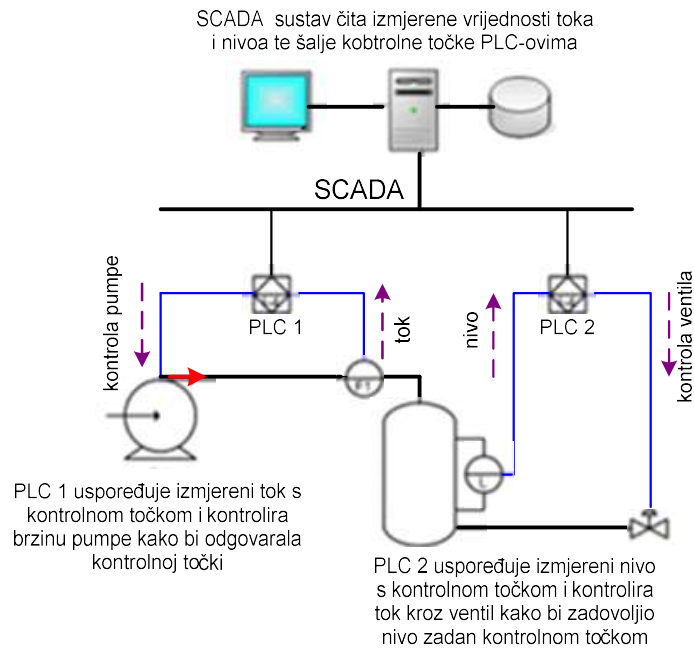 SCADA sustav čita izmjerene vrijednosti toka
i nivoa te šalje kobtrolne točke PLC-ovima
SCADA
kontrola pumpe
PLC 1
tok
nivo
PLC 2
kontrola ventila
L
PLC 1 uspoređuje izmjereni tok s
kontrolnom točkom i kontrolira
brzinu pumpe kako bi odgovarala
kontrolnoj točki
PLC 2 uspoređuje izmjereni nivo
s kontrolnom točkom i kontrolira
tok kroz ventil kako bi zadovoljio
nivo zadan kontrolnom točkom